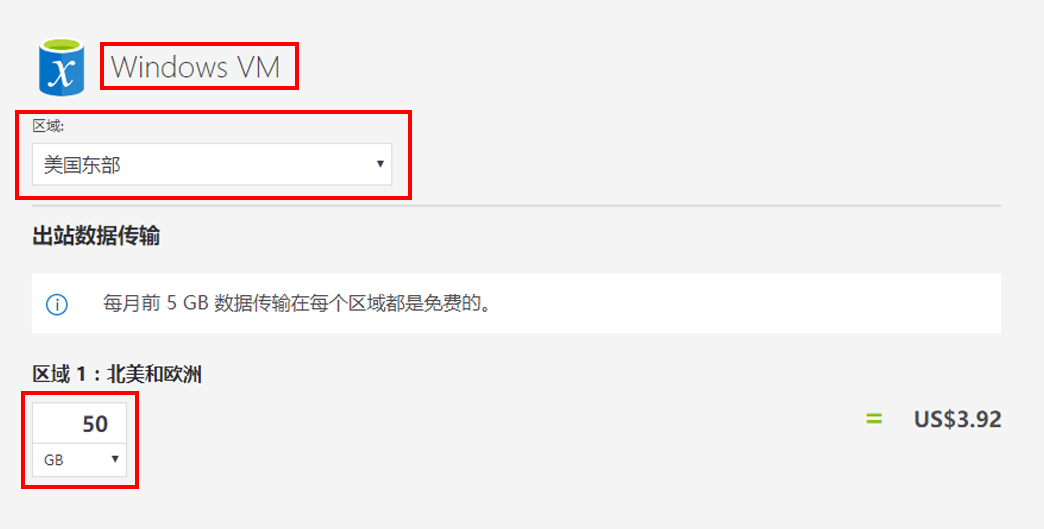 Windows VM
区域:
美国东部
出站数据传输
每月前 5 GB 数据传输在每个区域都是免费的。
区域 1：北美和欧洲
50
= US$3.92
GB